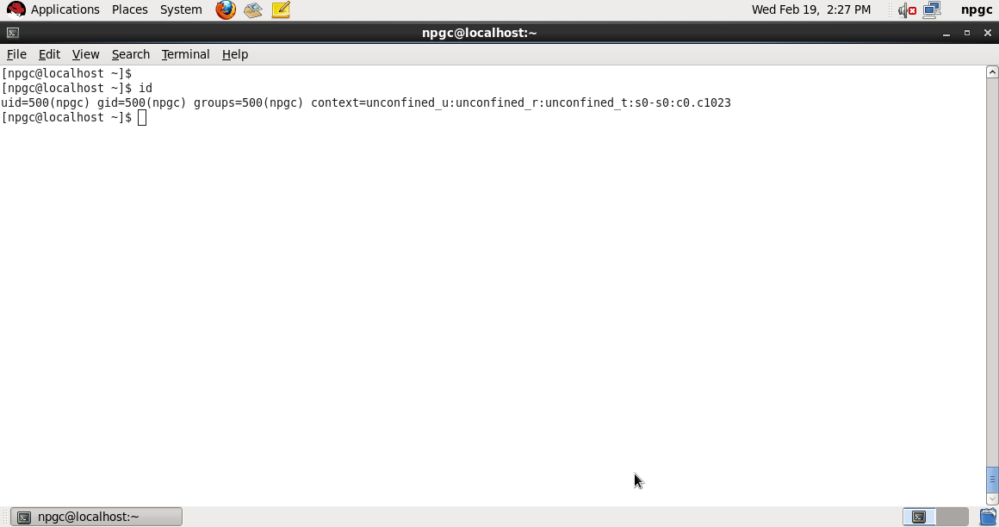 Applications Places System Wed Feb 19, 2:27 PM npgc
npgc@localhost:~
File Edit View Search Terminal Help
[npgc@localhost ~]$
[npgc@localhost ~]$ id
uid=500(npgc) gid=500(npgc) groups=500(npgc) context=unconfined_u:unconfined_r:unconfined_t:s0-s0:c0.c1023
[npgc@localhost ~]$
npgc@localhost:~